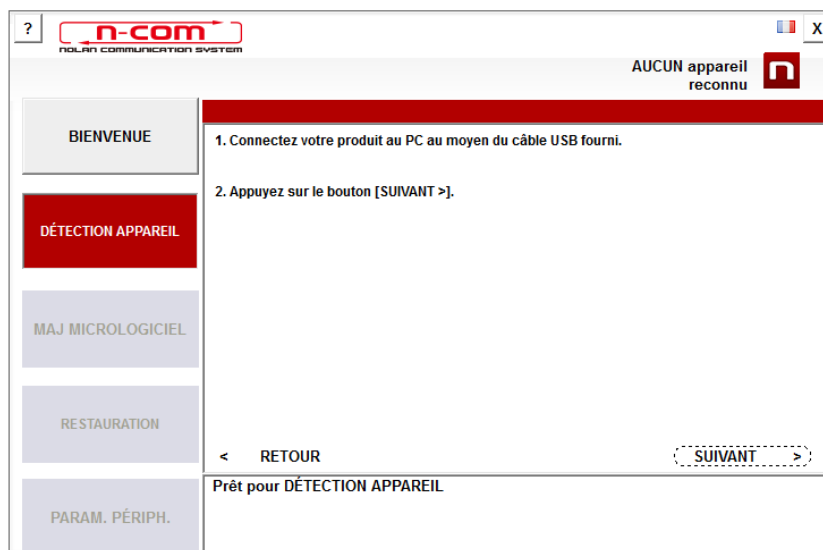 ?
n-com
NOLAN COMMUNICATION SYSTEM
X
AUCUN appareil
reconnu
n
BIENVENUE
DÉTECTION APPAREIL
MAJ MICROLOGICIEL
RESTAURATION
PARAM. PÉRIPH.
1. Connectez votre produit au PC au moyen du câble USB fourni.
2. Appuyez sur le bouton [SUIVANT >].
< RETOUR
SUIVANT >
Prêt pour DÉTECTION APPAREIL